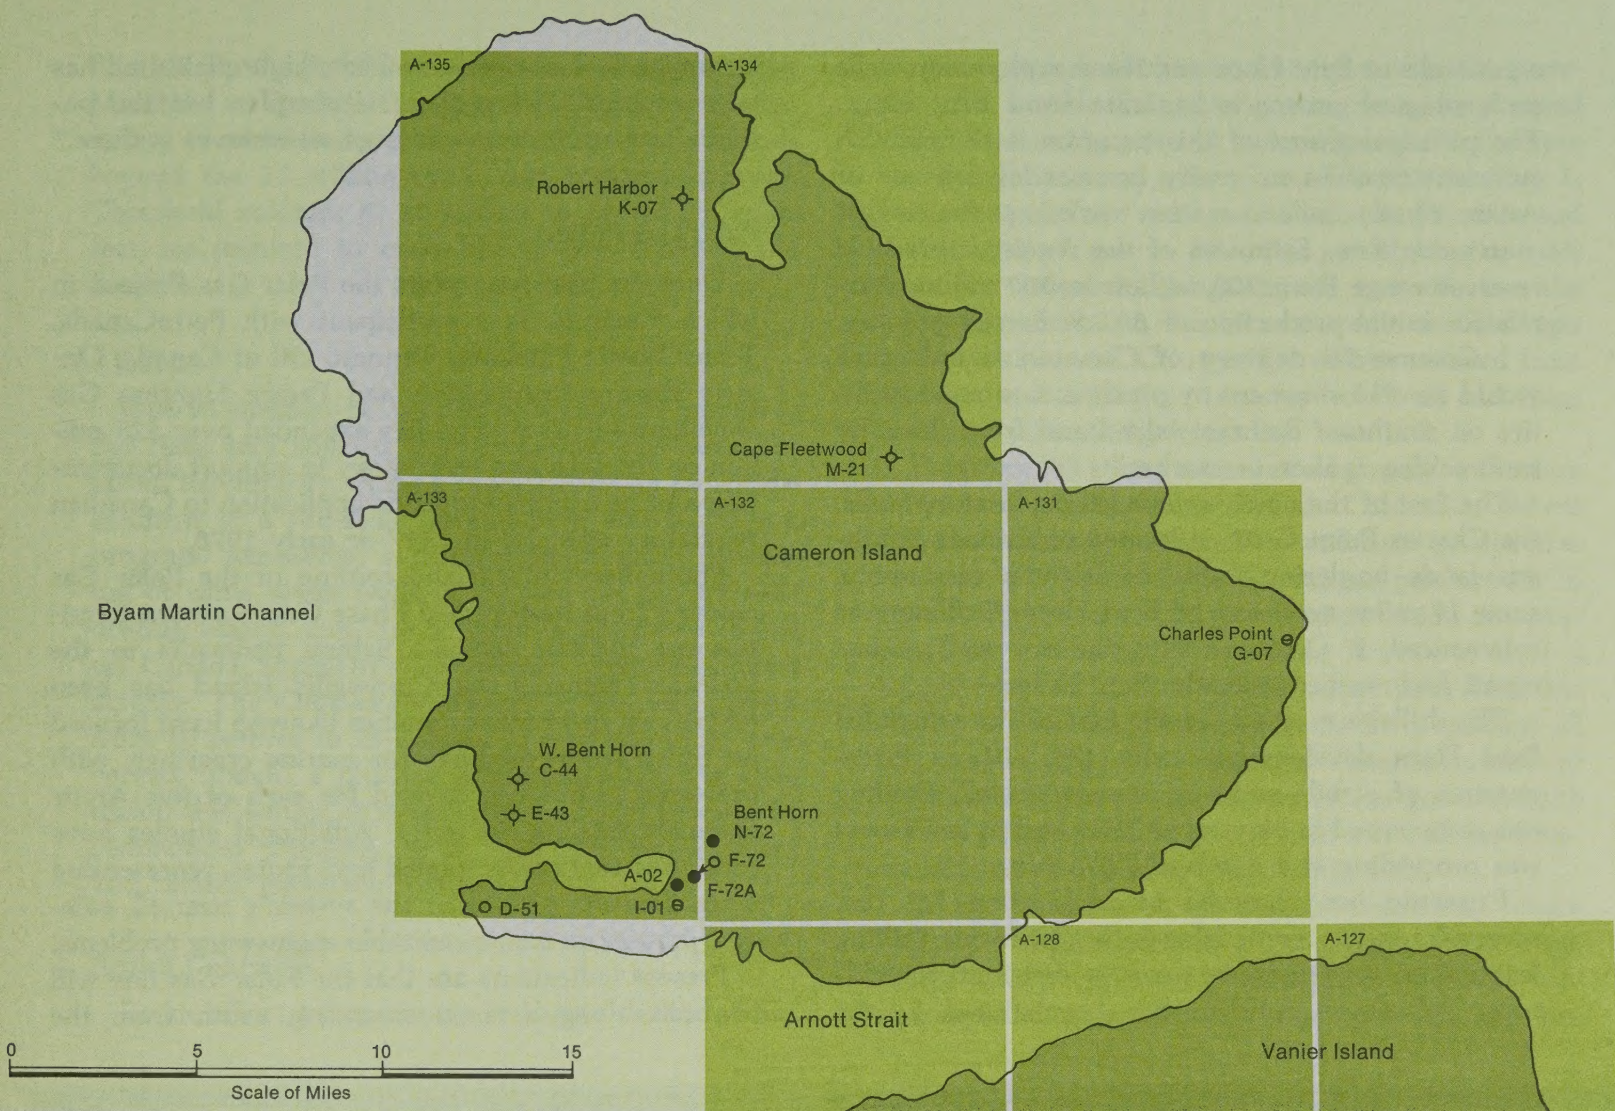 A-135
A-134
Robert Harbor
K-07
Cape Fleetwood
M-21
A-133
A-132
A-131
Cameron Island
Byam Martin Channel
Charles Point
G-07
W. Bent Horn
C-44
E-43
Bent Horn
N-72
F-72
A-02
F-72A
D-51
I-01
A-128
A-127
Arnott Strait
Vanier Island
0 5 10 15
Scale of Miles